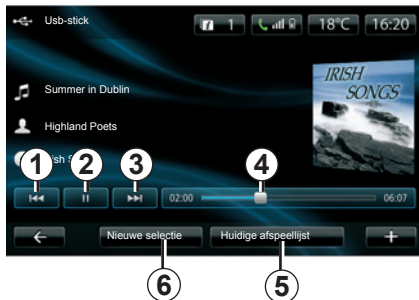 Usb-stick
1
18°C
16:20
IRISH
SONGS
Summer in Dublin
Highland Poets
1
2
3
4
02:00
06:07
Nieuwe selectie
Huidige afspeellijst
6
5